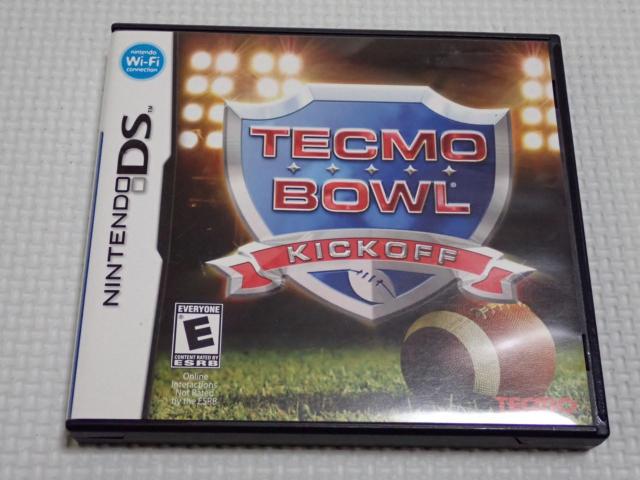 nintendo
Wi-Fi
connection
NINTENDO DS™
TECMO
BOWL®
KICKOFF
EVERYONE
E
CONTENT RATED BY
ESRB
Online
Interactions
Not Rated
by the ESRB
TECMO